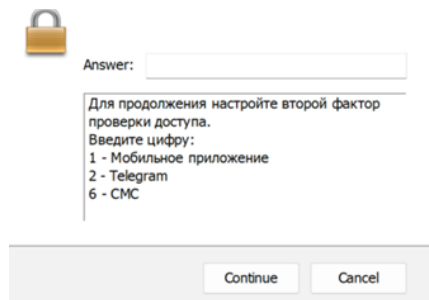 Answer:
Для продолжения настройте второй фактор
проверки доступа.
Введите цифру:
1 - Мобильное приложение
2 - Telegram
6 - СМС
Continue Cancel